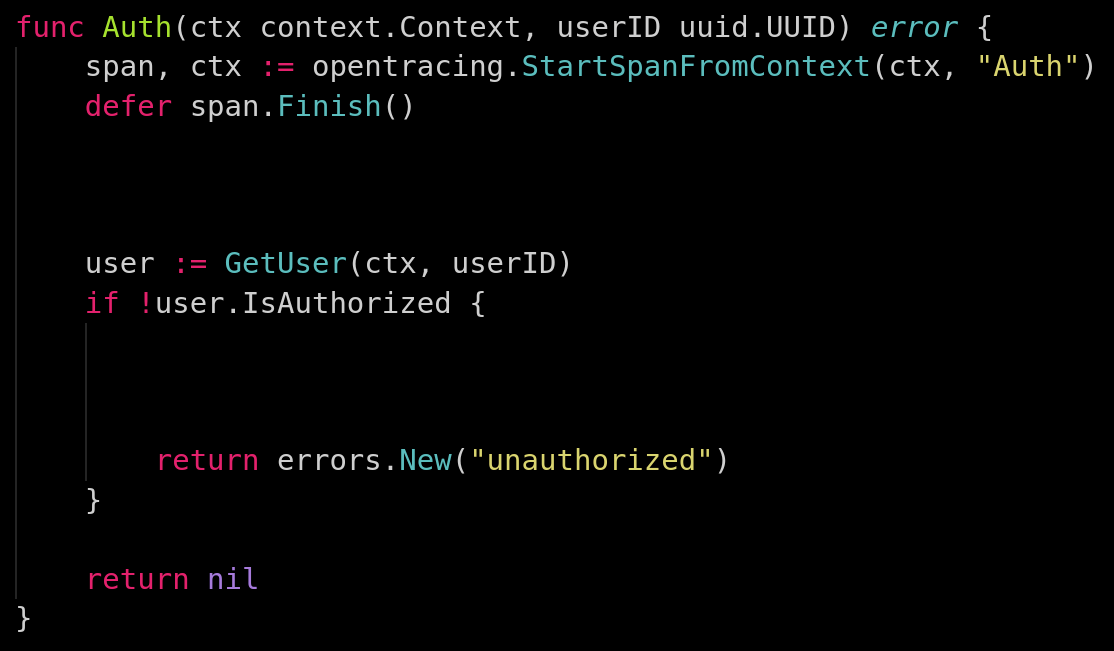 func Auth(ctx context.Context, userID uuid.UUID) error {
    span, ctx := opentracing.StartSpanFromContext(ctx, "Auth")
    defer span.Finish()
    user := GetUser(ctx, userID)
    if !user.IsAuthorized {
        return errors.New("unauthorized")
    }
    return nil
}